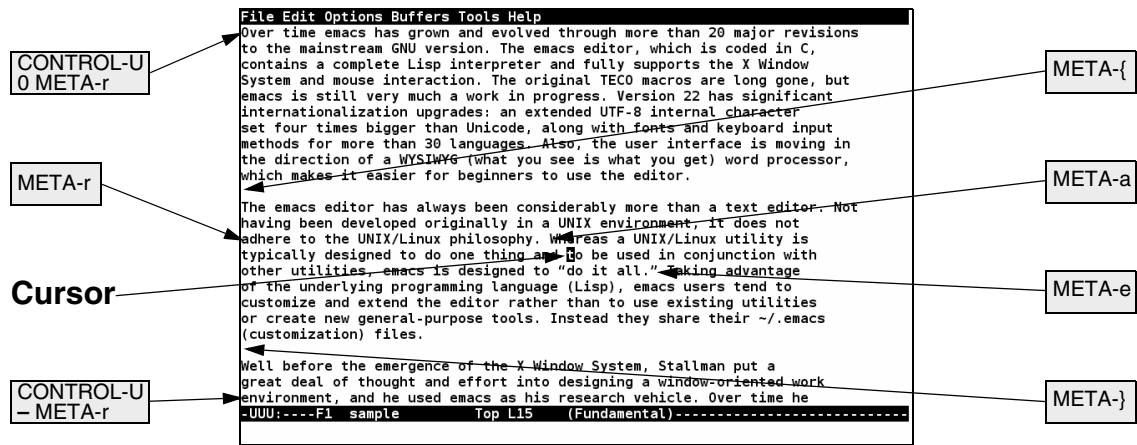 File Edit Options Buffers Tools Help
Over time emacs has grown and evolved through more than 20 major revisions
to the mainstream GNU version. The emacs editor, which is coded in C,
contains a complete Lisp interpreter and fully supports the X Window
System and mouse interaction. The original TECO macros are long gone, but
emacs is still very much a work in progress. Version 22 has significant
internationalization upgrades: an extended UTF-8 internal character
set four times bigger than Unicode, along with fonts and keyboard input
methods for more than 30 languages. Also, the user interface is moving in
the direction of a WYSIWYG (what you see is what you get) word processor,
which makes it easier for beginners to use the editor.
The emacs editor has always been considerably more than a text editor. Not
having been developed originally in a UNIX environment, it does not
adhere to the UNIX/Linux philosophy. Whereas a UNIX/Linux utility is
typically designed to do one thing and to be used in conjunction with
other utilities, emacs is designed to “do it all.” Taking advantage
of the underlying programming language (Lisp), emacs users tend to
customize and extend the editor rather than to use existing utilities
or create new general-purpose tools. Instead they share their ~/.emacs
(customization) files.
Well before the emergence of the X Window System, Stallman put a
great deal of thought and effort into designing a window-oriented work
environment, and he used emacs as his research vehicle. Over time he
-UUU:----F1  sample         Top L15    (Fundamental)----------------------------
CONTROL-U
0 META-r
META-r
Cursor
CONTROL-U
– META-r
META-{
META-a
META-e
META-}